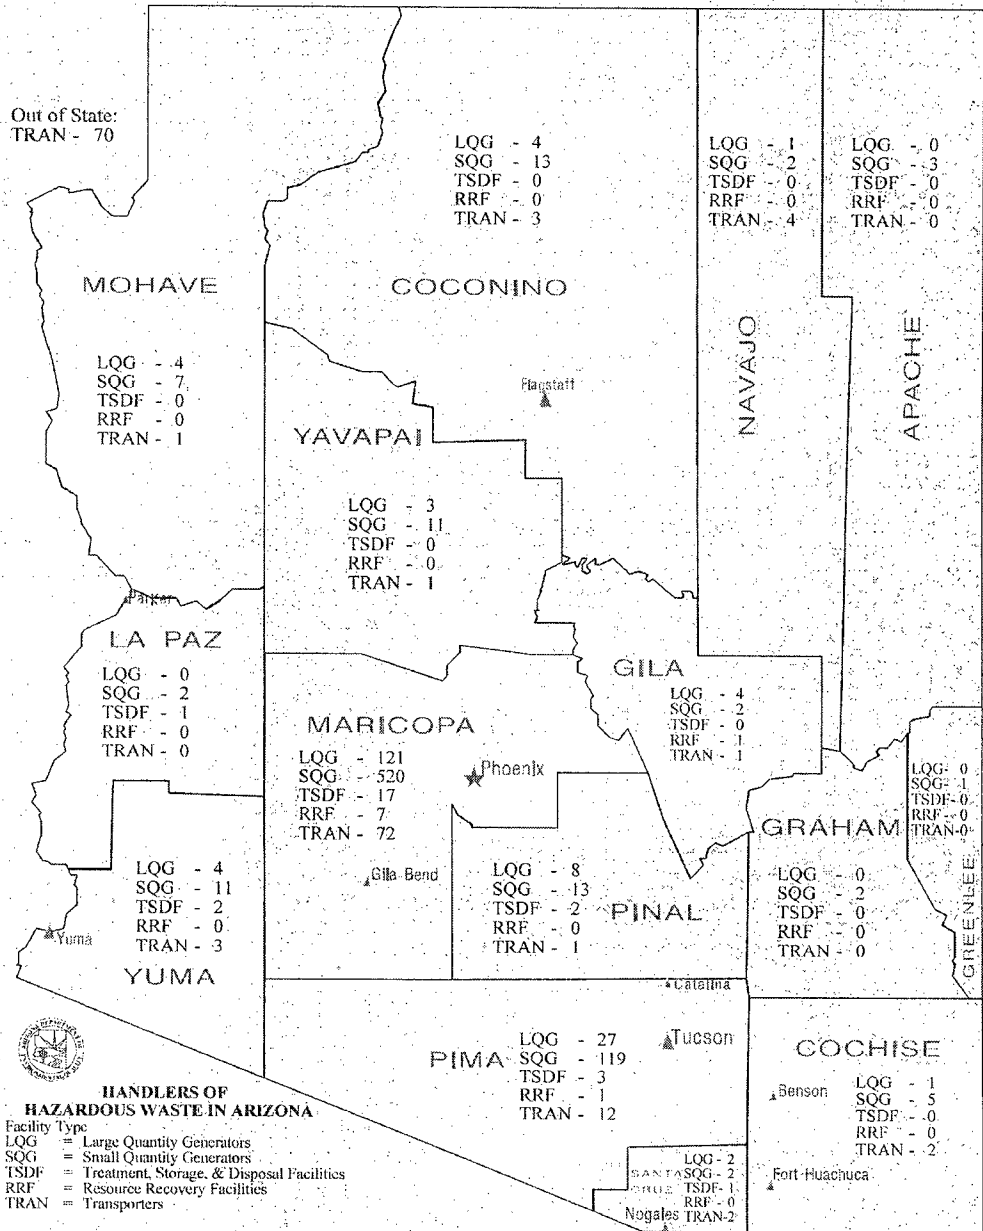 Out of State:
TRAN - 70
LQG - 4
SQG - 13
TSDF - 0
RRF - 0
TRAN - 3
LQG - 1
SQG - 2
TSDF - 0
RRF - 0
TRAN - 4
LQG - 0
SQG - 3
TSDF - 0
RRF - 0
TRAN - 0
MOHAVE
LQG - 4
SQG - 7
TSDF - 0
RRF - 0
TRAN - 1
COCONINO
Flagstaff
NAVAJO
APACHE
YAVAPAI
LQG - 3
SQG - 11
TSDF - 0
RRF - 0
TRAN - 1
Parker
LA PAZ
LQG - 0
SQG - 2
TSDF - 1
RRF - 0
TRAN - 0
MARICOPA
LQG - 121
SQG - 520
TSDF - 17
RRF - 7
TRAN - 72
Phoenix
Gila Bend
GILA
LQG - 4
SQG - 2
TSDF - 0
RRF - 1
TRAN - 1
LQG- 0
SQG- 1
TSDF- 0
RRF - 0
TRAN-0
GREENLEE
GRAHAM
LQG - 0
SQG - 2
TSDF - 0
RRF - 0
TRAN - 0
LQG - 4
SQG - 11
TSDF - 2
RRF - 0
TRAN - 3
Yuma
YUMA
LQG - 8
SQG - 13
TSDF - 2
RRF - 0
TRAN - 1
PINAL
Catalina
Tucson
PIMA
LQG - 27
SQG - 119
TSDF - 3
RRF - 1
TRAN - 12
COCHISE
Benson
LQG - 1
SQG - 5
TSDF - 0
RRF - 0
TRAN - 2
Fort Huachuca
SANTA
CRUZ
LQG - 2
SQG - 2
TSDF- 1
RRF - 0
TRAN-2
Nogales
HANDLERS OF
HAZARDOUS WASTE IN ARIZONA
Facility Type
LQG = Large Quantity Generators
SQG = Small Quantity Generators
TSDF = Treatment, Storage, & Disposal Facilities
RRF = Resource Recovery Facilities
TRAN = Transporters